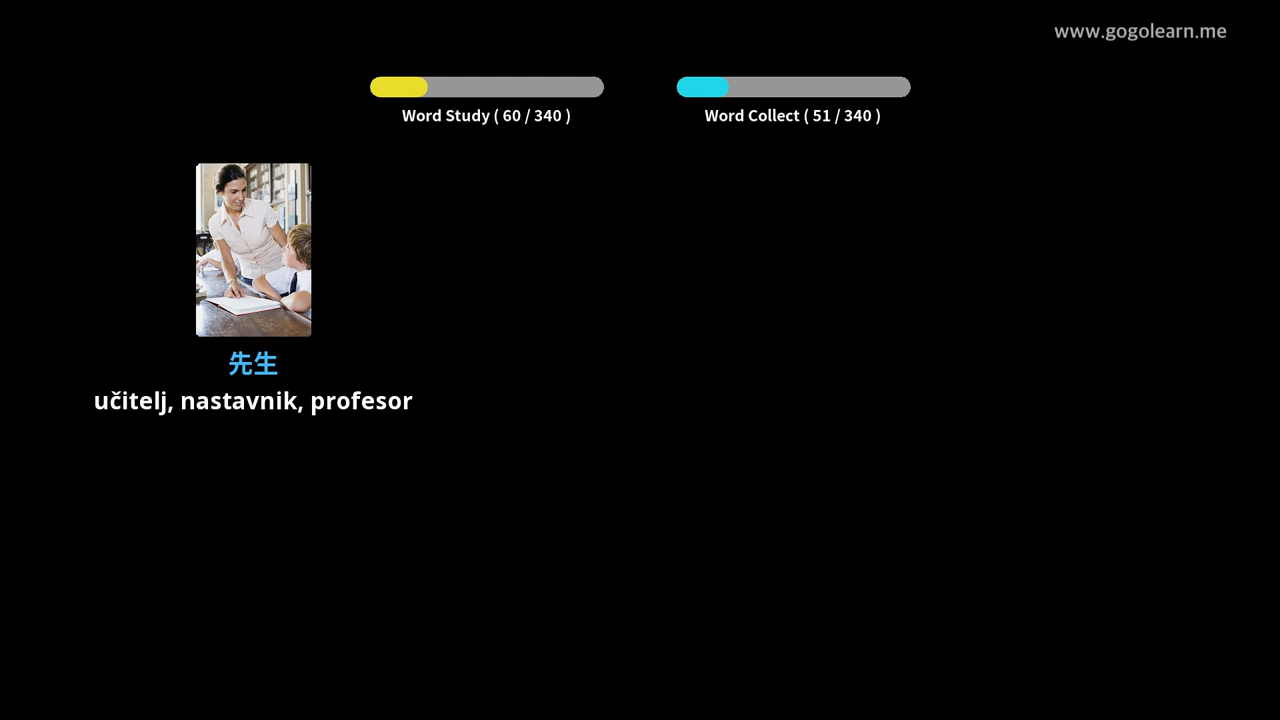 www.gogolearn.me
Word Study ( 60 / 340 )
Word Collect ( 51 / 340 )
先生
učitelj, nastavnik, profesor